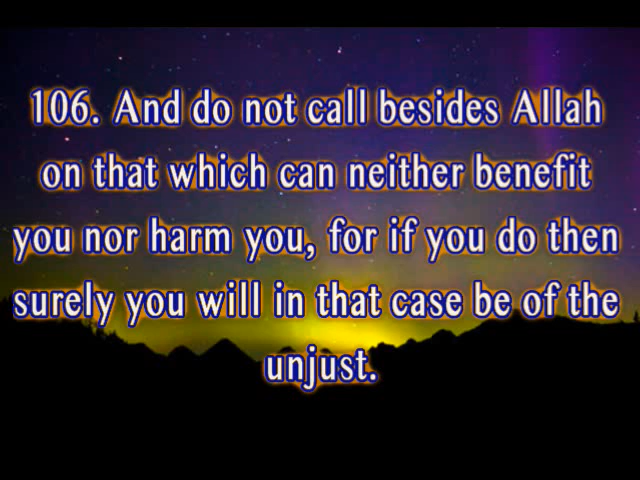 106. And do not call besides Allah
on that which can neither benefit
you nor harm you, for if you do then
surely you will in that case be of the
unjust.